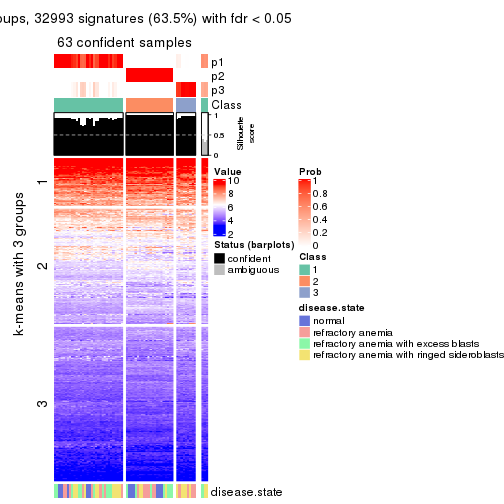 oups, 32993 signatures (63.5%) with fdr < 0.05
63 confident samples
p1
p2
p3
Class
1
0.5
0
Silhouette
score
k-means with 3 groups
1
2
3
disease.state
Value
10
8
6
4
2
Status (barplots)
confident
ambiguous
Prob
1
0.8
0.6
0.4
0.2
0
Class
1
2
3
disease.state
normal
refractory anemia
refractory anemia with excess blasts
refractory anemia with ringed sideroblasts